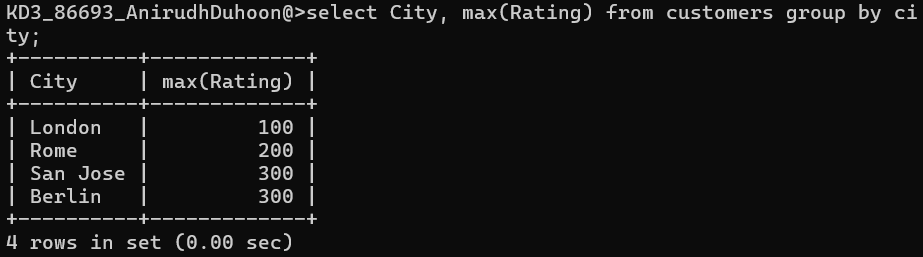 KD3_86693_AnirudhDuhoon@>select City, max(Rating) from customers group by ci
ty;
+----------+-------------+
| City     | max(Rating) |
+----------+-------------+
| London   |         100 |
| Rome     |         200 |
| San Jose |         300 |
| Berlin   |         300 |
+----------+-------------+
4 rows in set (0.00 sec)